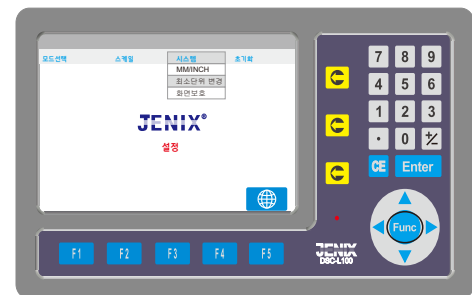 모드선택 스케일 시스템 초기화
MM/INCH
최소단위 변경
화면보호
JENIX®
설정
7 8 9
4 5 6
1 2 3
· 0 +/-
CE Enter
Func
F1 F2 F3 F4 F5
JENIX
DSC-L100